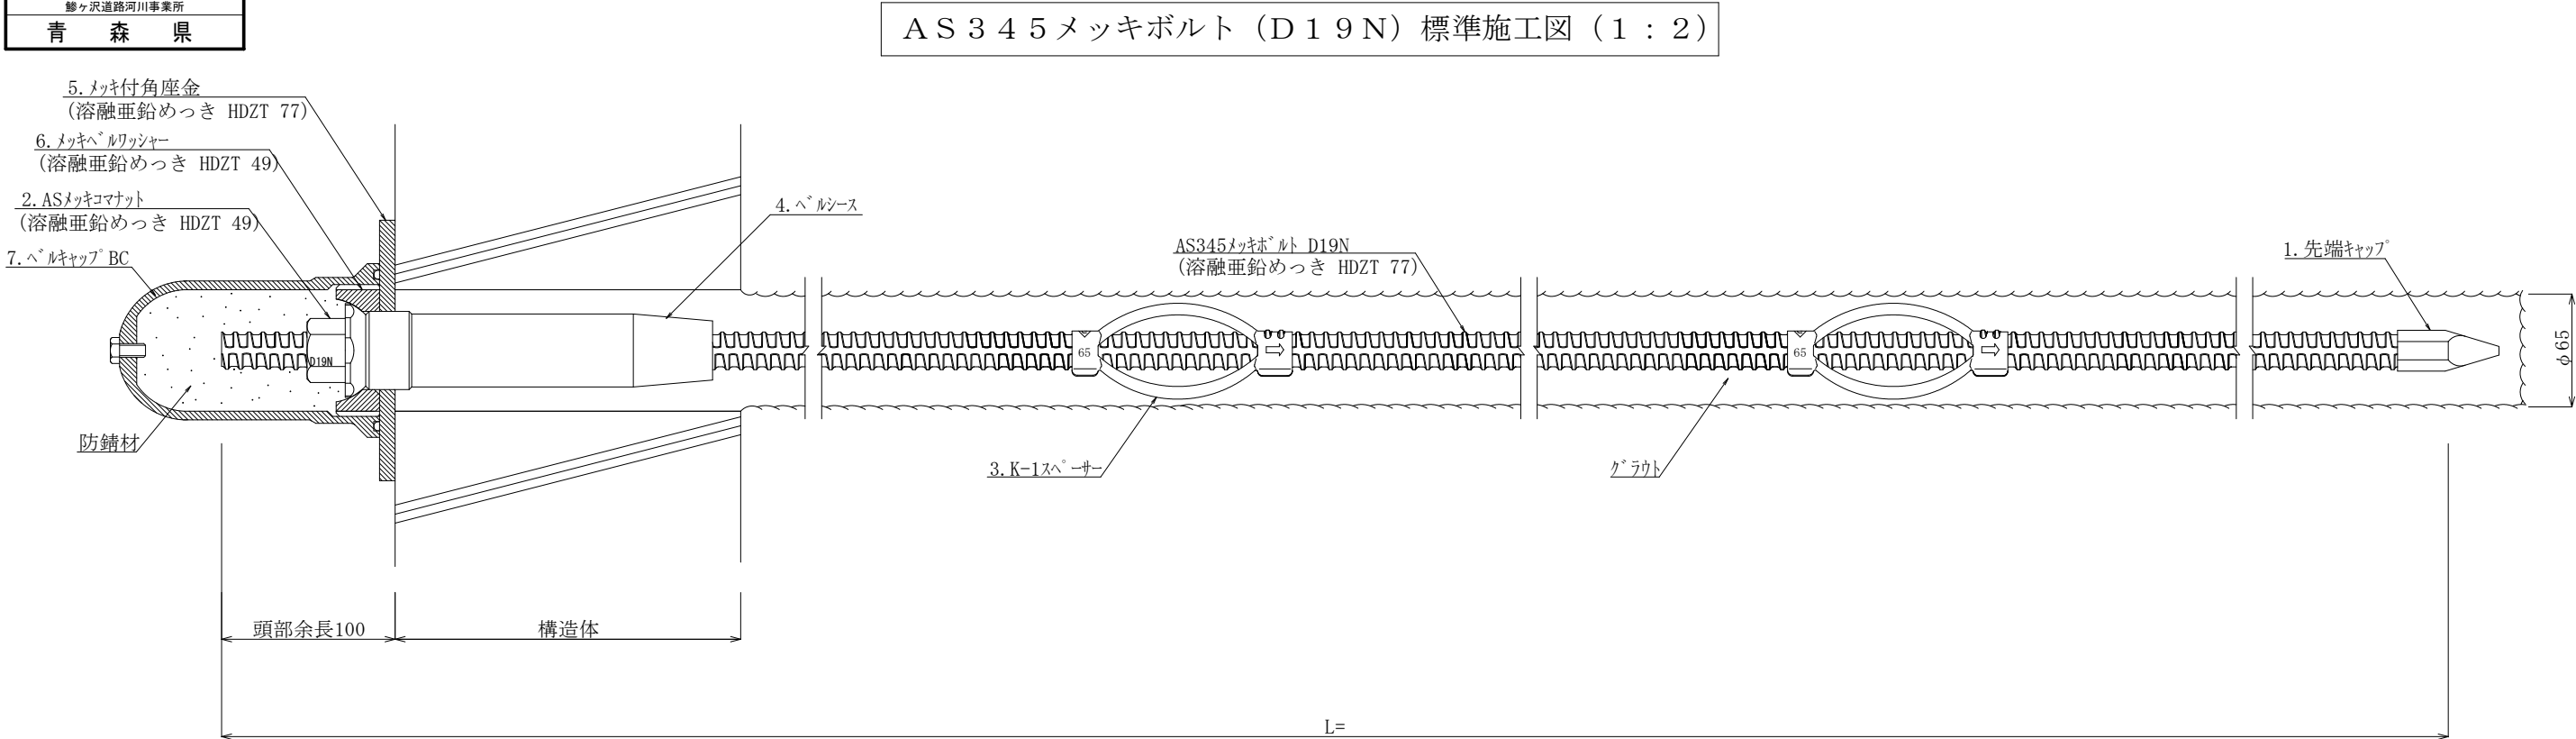 鰺ヶ沢道路河川事業所
青 森 県
AS345メッキボルト（D19N）標準施工図（1：2）
5.メッキ付角座金
(溶融亜鉛めっき HDZT 77)
6.メッキベルワッシャー
(溶融亜鉛めっき HDZT 49)
2.ASメッキコマナット
(溶融亜鉛めっき HDZT 49)
7.ベルキャップBC
4.ベルシース
AS345メッキボルト D19N
(溶融亜鉛めっき HDZT 77)
1.先端キャップ
D19N
65
65
φ65
防錆材
3.K-1スペーサー
グラウト
頭部余長100
構造体
L=